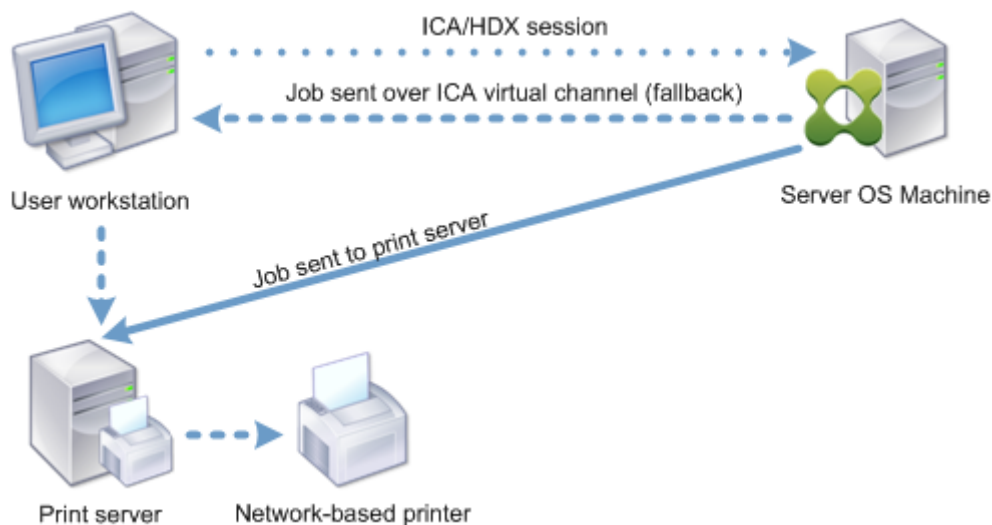 ICA/HDX session
Job sent over ICA virtual channel (fallback)
User workstation
Server OS Machine
Job sent to print server
Print server
Network-based printer